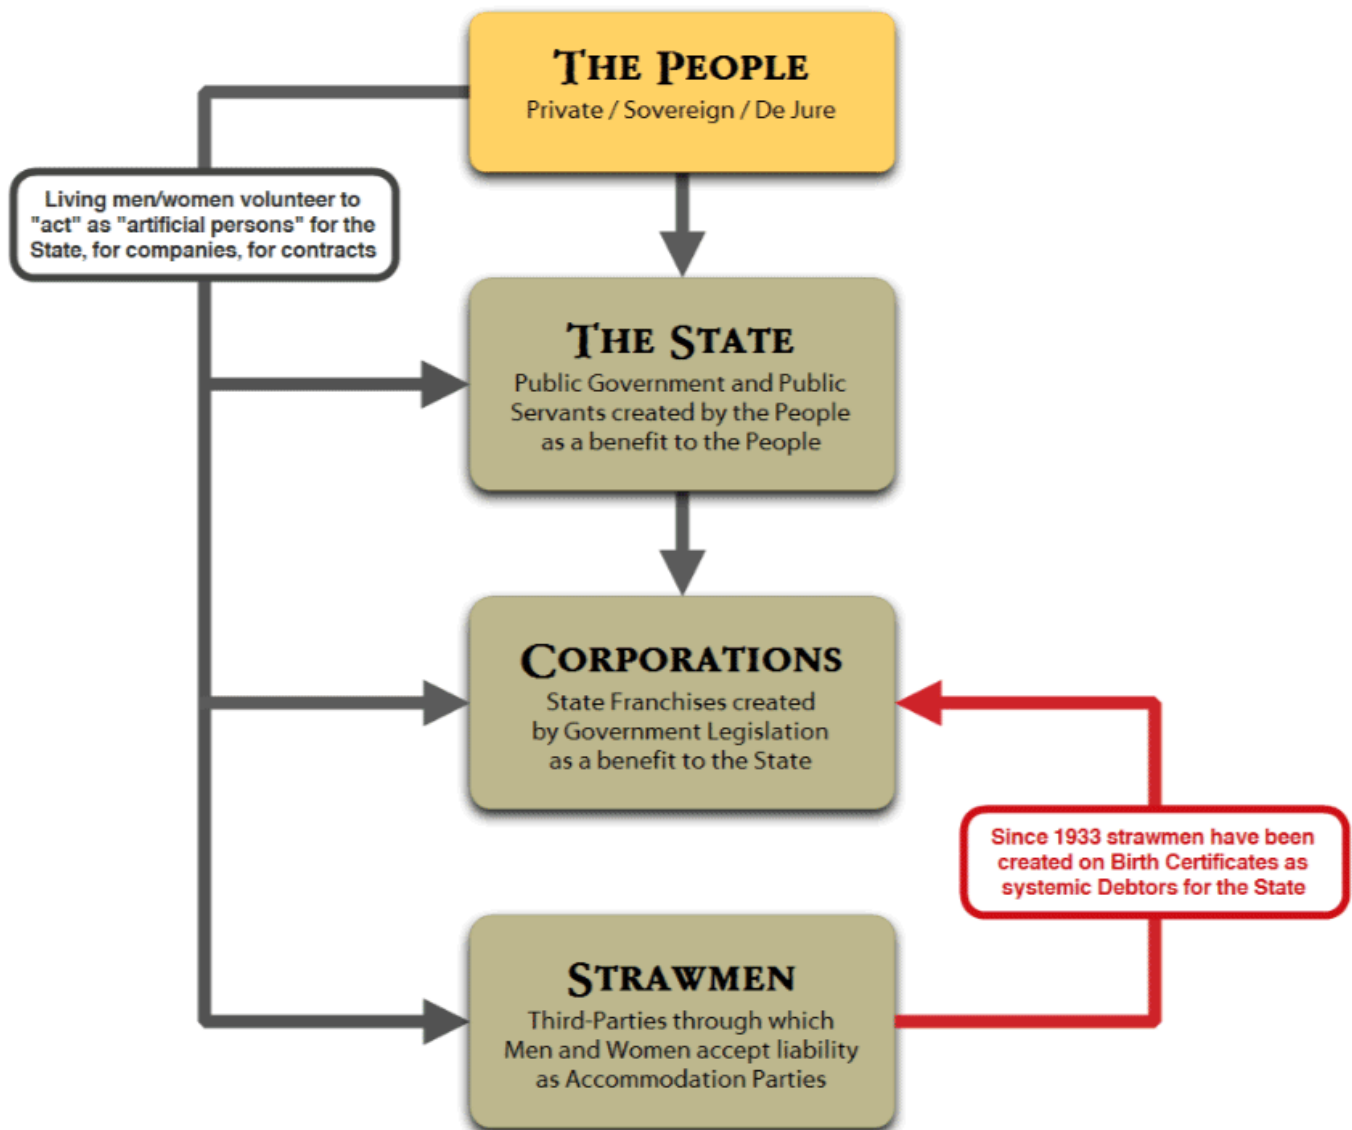 THE PEOPLE
Private / Sovereign / De Jure
Living men/women volunteer to
"act" as "artificial persons" for the
State, for companies, for contracts
THE STATE
Public Government and Public
Servants created by the People
as a benefit to the People
CORPORATIONS
State Franchises created
by Government Legislation
as a benefit to the State
Since 1933 strawmen have been
created on Birth Certificates as
systemic Debtors for the State
STRAWMEN
Third-Parties through which
Men and Women accept liability
as Accommodation Parties